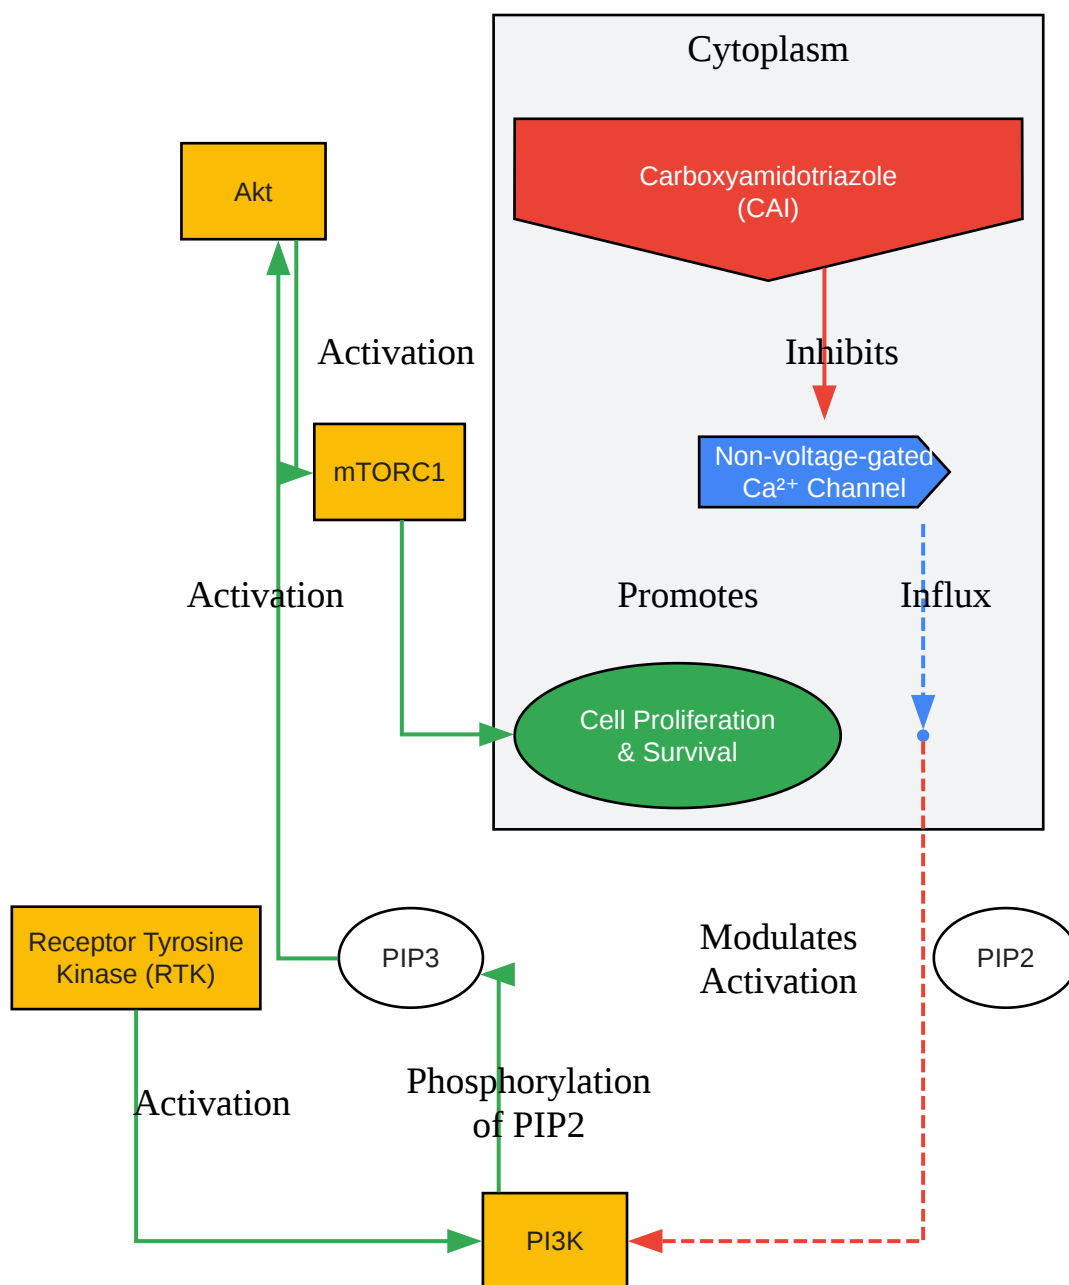 Cytoplasm
Carboxyamidotriazole
(CAI)
Akt
Activation
Inhibits
mTORC1
Non-voltage-gated
Ca²⁺ Channel
Activation
Promotes
Influx
Cell Proliferation
& Survival
Receptor Tyrosine
Kinase (RTK)
PIP3
Modulates
Activation
PIP2
Activation
Phosphorylation
of PIP2
PI3K